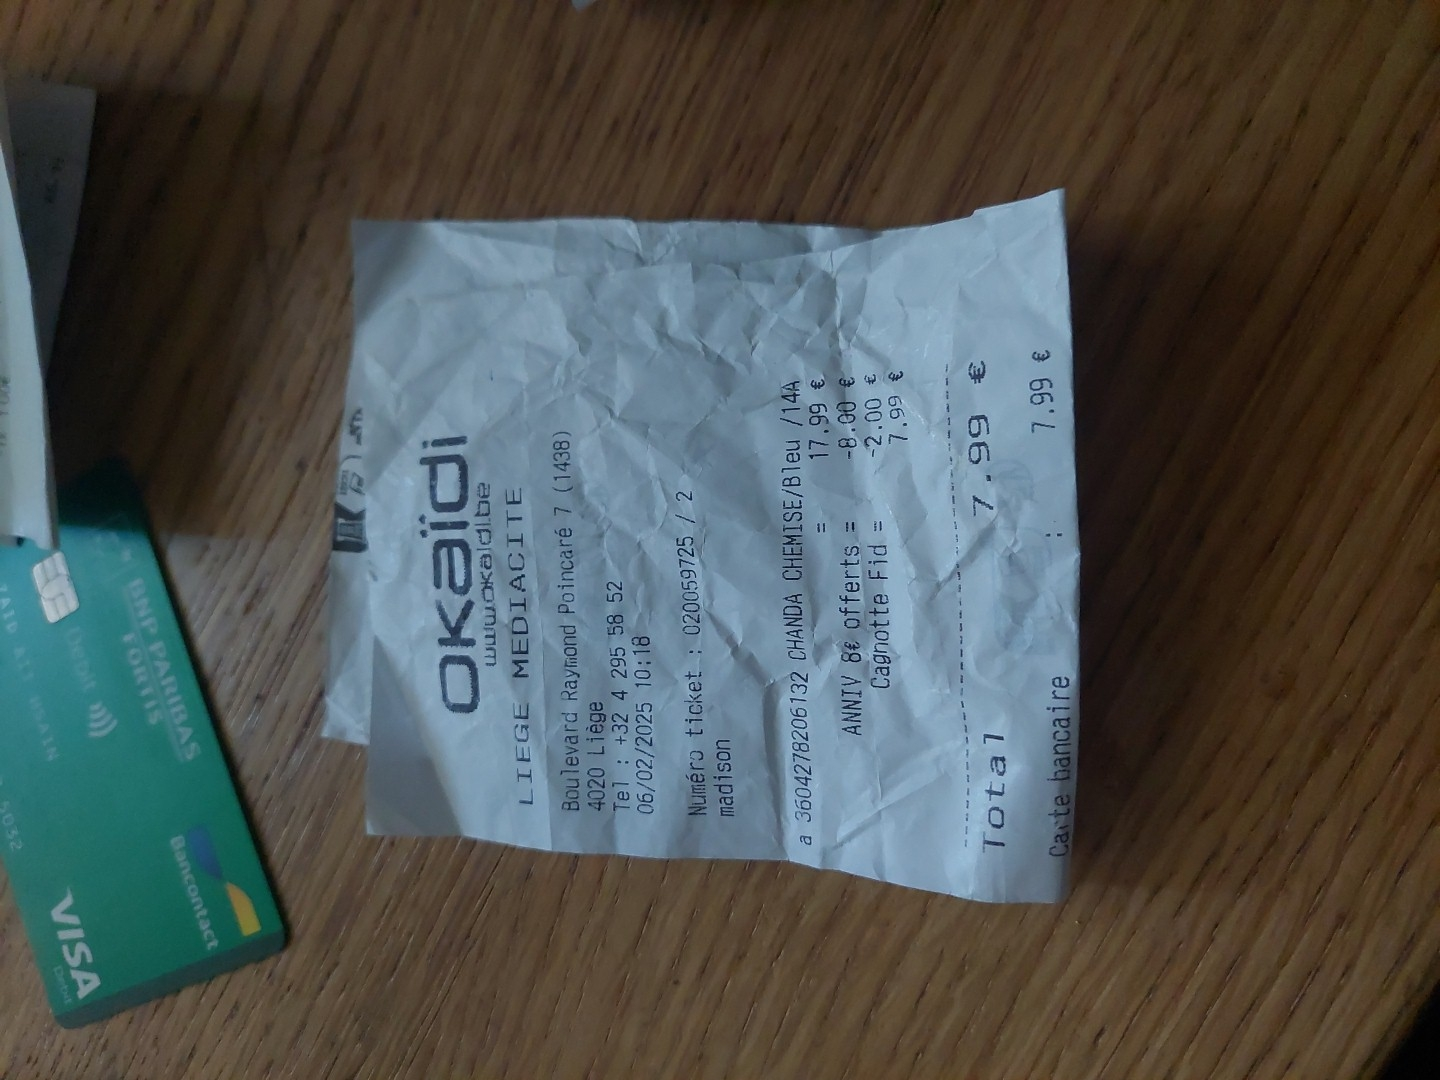 OKAÏDI
www.okaidi.be
LIEGE MEDIACITE
Boulevard Raymond Poincaré 7 (1438)
4020 Liège
Tel : +32 4 295 58 52
06/02/2025 10:18
Numéro ticket : 020059725 / 2
madison
a 3604278206132 CHANDA CHEMISE/Bleu /14A
= 17.99 €
ANNIV 8€ offerts = -8.00 €
Cagnotte Fid = -2.00 €
7.99 €
Total 7.99 €
Carte bancaire : 7.99 €
BNP PARIBAS
FORTIS
Debit
5032
Bancontact
VISA
Debit